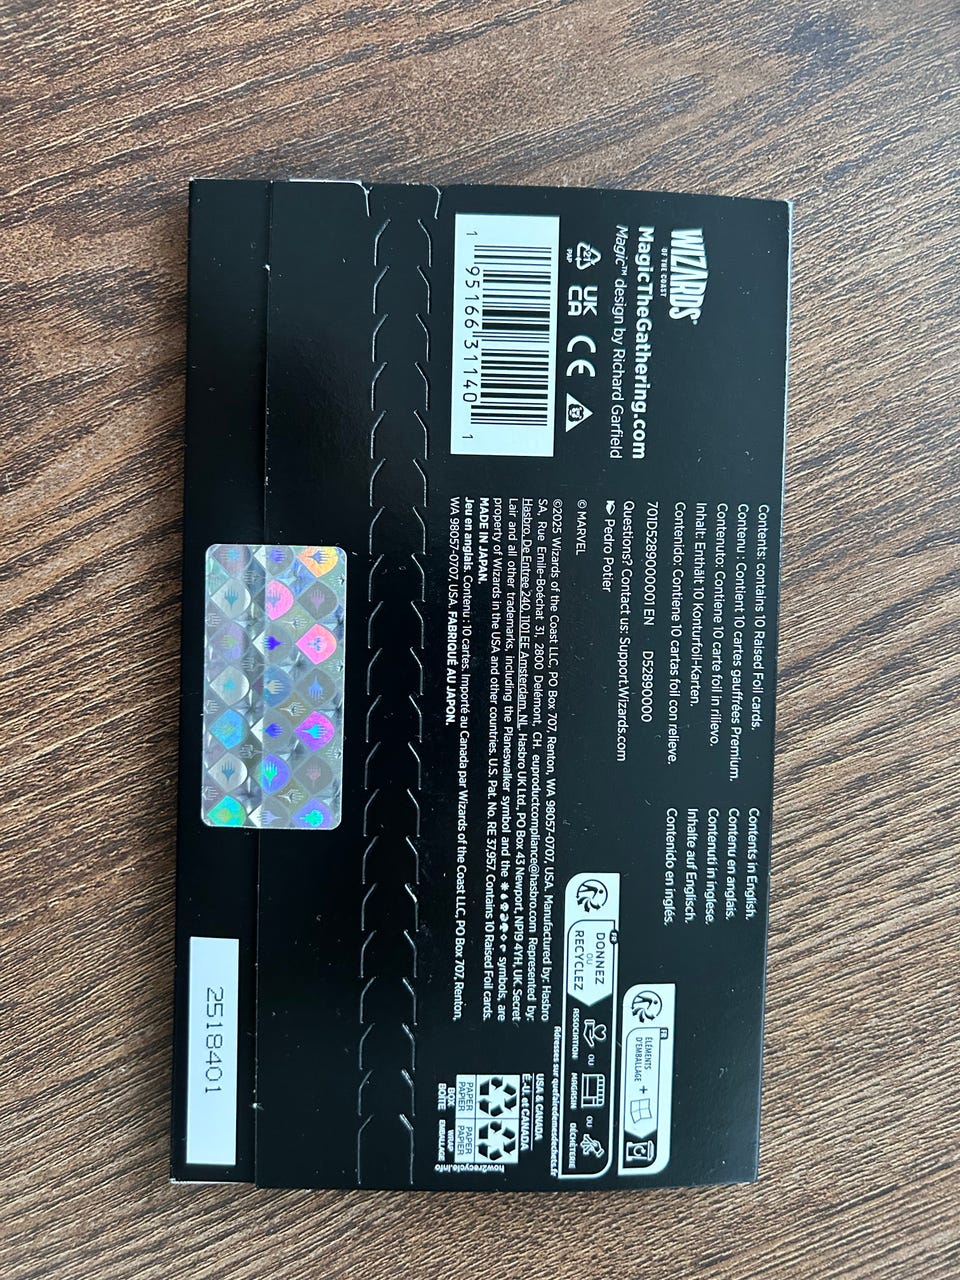 WIZARDS®
OF THE COAST
MagicTheGathering.com
Magic™ design by Richard Garfield
21
PAP
UK
CA
CE
1 95166 31140 1
Contents: contains 10 Raised Foil cards.
Contenu : Contient 10 cartes gauffrées Premium.
Contenuto: Contiene 10 carte foil in rilievo.
Inhalt: Enthält 10 Konturfoil-Karten.
Contenido: Contiene 10 cartas foil con relieve.
Contents in English.
Contenu en anglais.
Contenuti in inglese.
Inhalte auf Englisch.
Contenido en inglés.
701D52890000001 EN D52890000
Questions? Contact us: Support.Wizards.com
Pedro Potier
© MARVEL
©2025 Wizards of the Coast LLC, PO Box 707, Renton, WA 98057-0707, USA. Manufactured by: Hasbro
SA, Rue Emile-Boéchat 31, 2800 Delémont, CH. euproductcompliance@hasbro.com Represented by:
Hasbro, De Entree 240, 1101 EE Amsterdam, NL. Hasbro UK Ltd., PO Box 43 Newport, NP19 4YH, UK. Secret
Lair and all other trademarks, including the Planeswalker symbol and the symbols, are
property of Wizards in the USA and other countries. U.S. Pat. No. RE 37,957. Contains 10 Raised Foil cards.
MADE IN JAPAN.
Jeu en anglais. Contenu : 10 cartes. Importé au Canada par Wizards of the Coast LLC, PO Box 707, Renton,
WA 98057-0707, USA. FABRIQUÉ AU JAPON.
FR
ÉLÉMENTS
D'EMBALLAGE +
FR
DONNEZ
OU
RECYCLEZ
ASSOCIATION
OU
MAGASIN
OU
DÉCHÈTERIE
Adresses sur quefairedemesdechets.fr
USA & CANADA
É.-U. et CANADA
PAPER
PAPIER
PAPER
PAPIER
BOX
BOÎTE
WRAP
EMBALLAGE
how2recycle.info
2518401